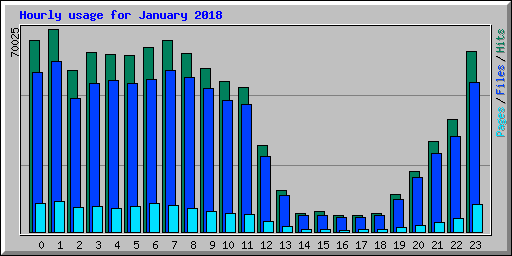 Hourly usage for January 2018
70025
Pages/Files/Hits
0 1 2 3 4 5 6 7 8 9 10 11 12 13 14 15 16 17 18 19 20 21 22 23